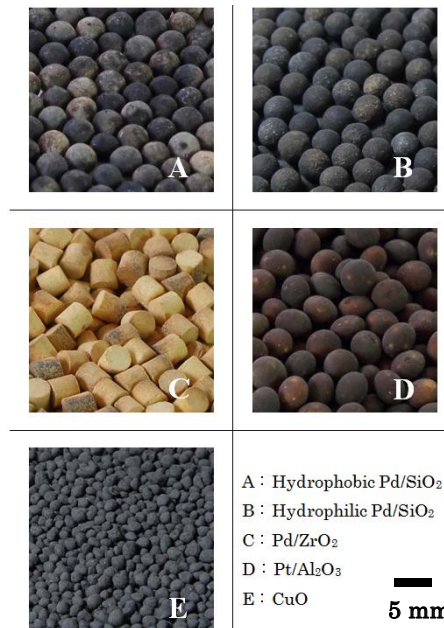 A
B
C
D
E
A : Hydrophobic Pd/SiO₂
B : Hydrophilic Pd/SiO₂
C : Pd/ZrO₂
D : Pt/Al₂O₃
E : CuO
5 mm